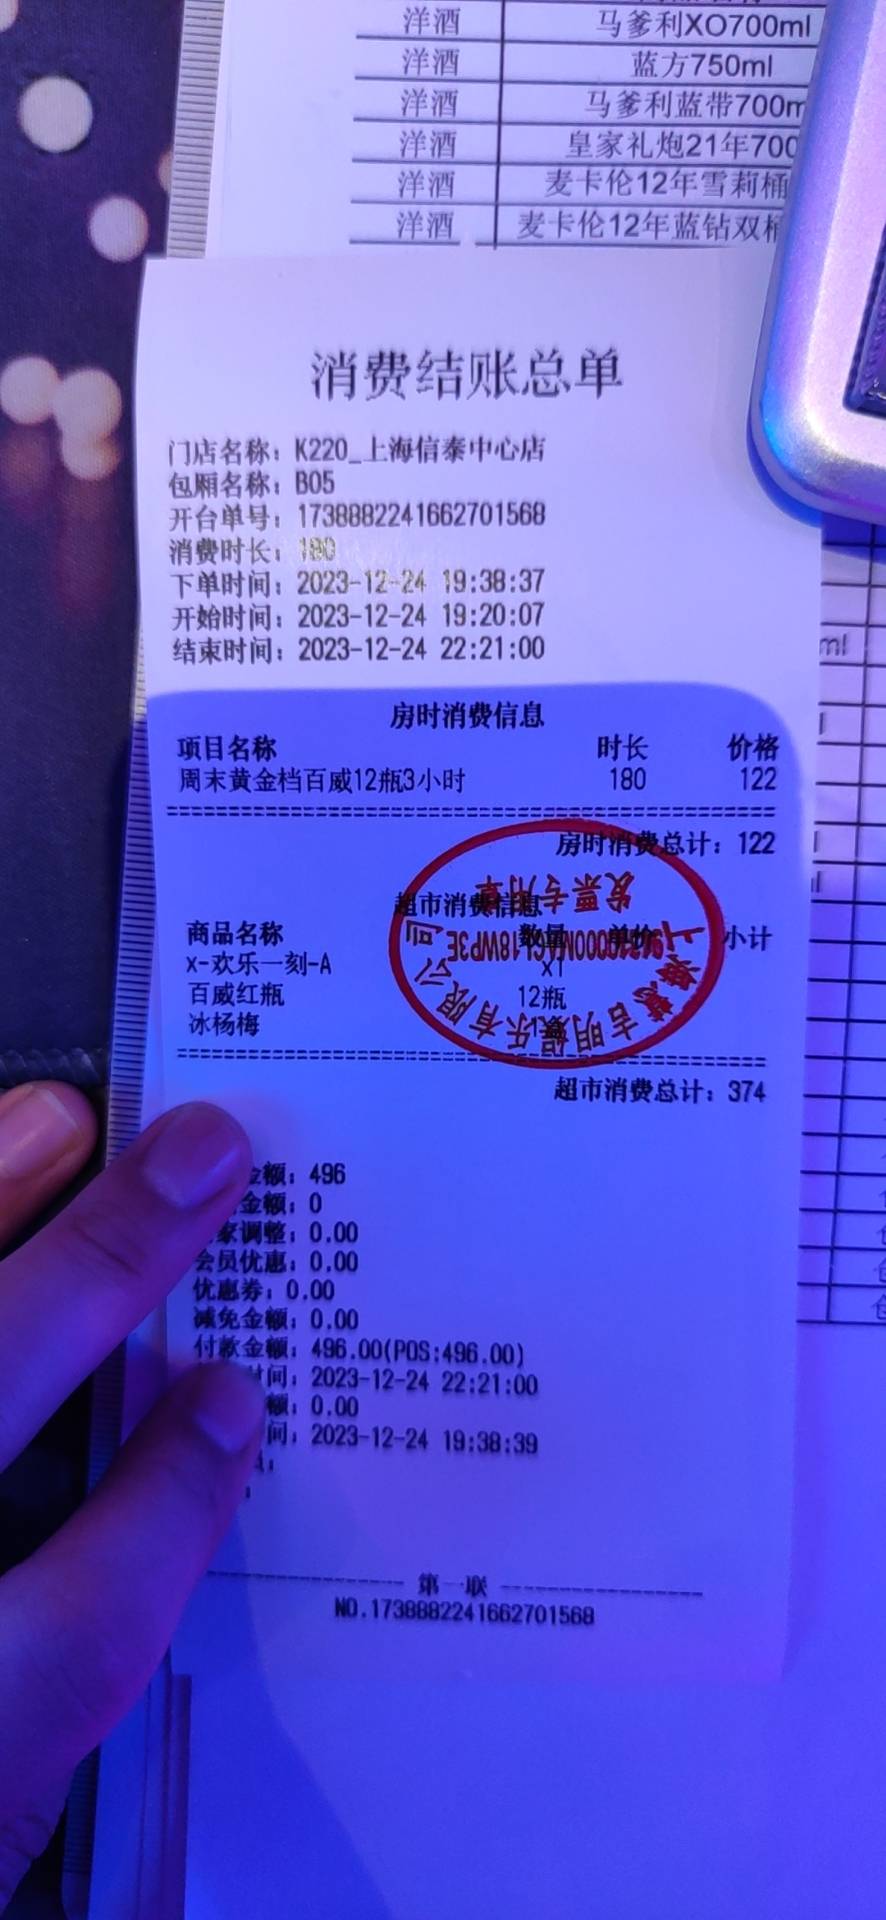 洋酒 马爹利XO700ml
洋酒 蓝方750ml
洋酒 马爹利蓝带700m
洋酒 皇家礼炮21年700
洋酒 麦卡伦12年雪莉桶
洋酒 麦卡伦12年蓝钻双桶
消费结账总单
门店名称：K220_上海信泰中心店
包厢名称：B05
开台单号：1738882241662701568
消费时长：180
下单时间：2023-12-24 19:38:37
开始时间：2023-12-24 19:20:07
结束时间：2023-12-24 22:21:00
房时消费信息
项目名称 时长 价格
周末黄金档百威12瓶3小时 180 122
房时消费总计：122
超市消费信息
商品名称 数量 单价 小计
x-欢乐一刻-A x1
百威红瓶 12瓶
冰杨梅
发票专用章
超市消费总计：374
金额：496
金额：0
家调整：0.00
会员优惠：0.00
优惠券：0.00
减免金额：0.00
付款金额：496.00(POS:496.00)
时间：2023-12-24 22:21:00
额：0.00
间：2023-12-24 19:38:39
第一联
NO.1738882241662701568
ml